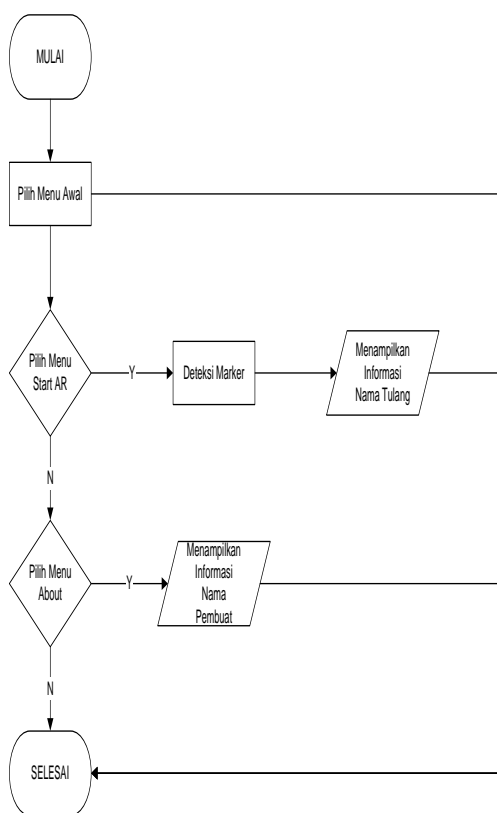 MULAI
Pilih Menu Awal
Pilih Menu
Start AR
Y
Deteksi Marker
Menampilkan
Informasi
Nama Tulang
N
Pilih Menu
About
Y
Menampilkan
Informasi
Nama
Pembuat
N
SELESAI